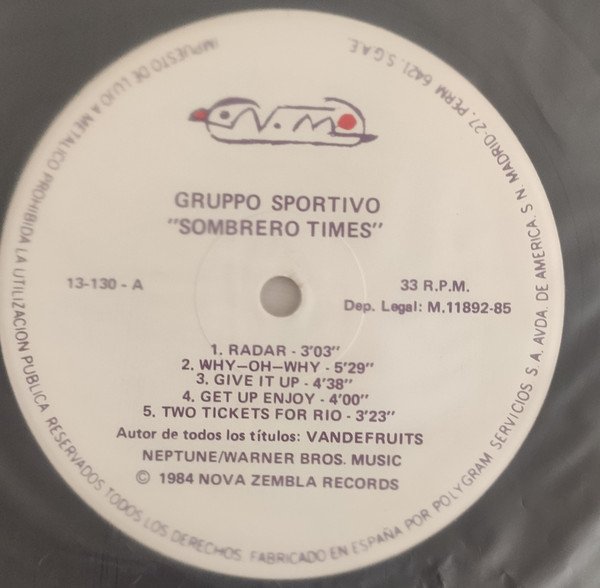 N.M.
GRUPPO SPORTIVO
"SOMBRERO TIMES"
13-130 - A
33 R.P.M.
Dep. Legal: M.11892-85
1. RADAR - 3'03"
2. WHY-OH-WHY - 5'29"
3. GIVE IT UP - 4'38"
4. GET UP ENJOY - 4'00"
5. TWO TICKETS FOR RIO - 3'23"
Autor de todos los títulos: VANDEFRUITS
NEPTUNE/WARNER BROS. MUSIC
© 1984 NOVA ZEMBLA RECORDS
IMPUESTO DE LUJO A METALICO PROHIBIDA LA UTILIZACION PUBLICA RESERVADOS TODOS LOS DERECHOS. FABRICADO EN ESPAÑA POR POLYGRAM SERVICIOS S.A. AVDA. DE AMERICA, S N MADRID-27. PERM 6421. S.G.A.E.